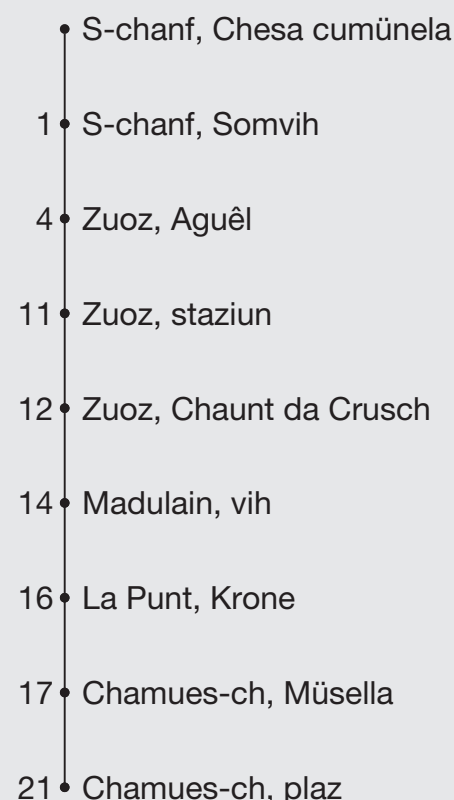 S-chanf, Chesa cumünela
1 S-chanf, Somvih
4 Zuoz, Aguêl
11 Zuoz, staziun
12 Zuoz, Chaunt da Crusch
14 Madulain, vih
16 La Punt, Krone
17 Chamues-ch, Müsella
21 Chamues-ch, plaz